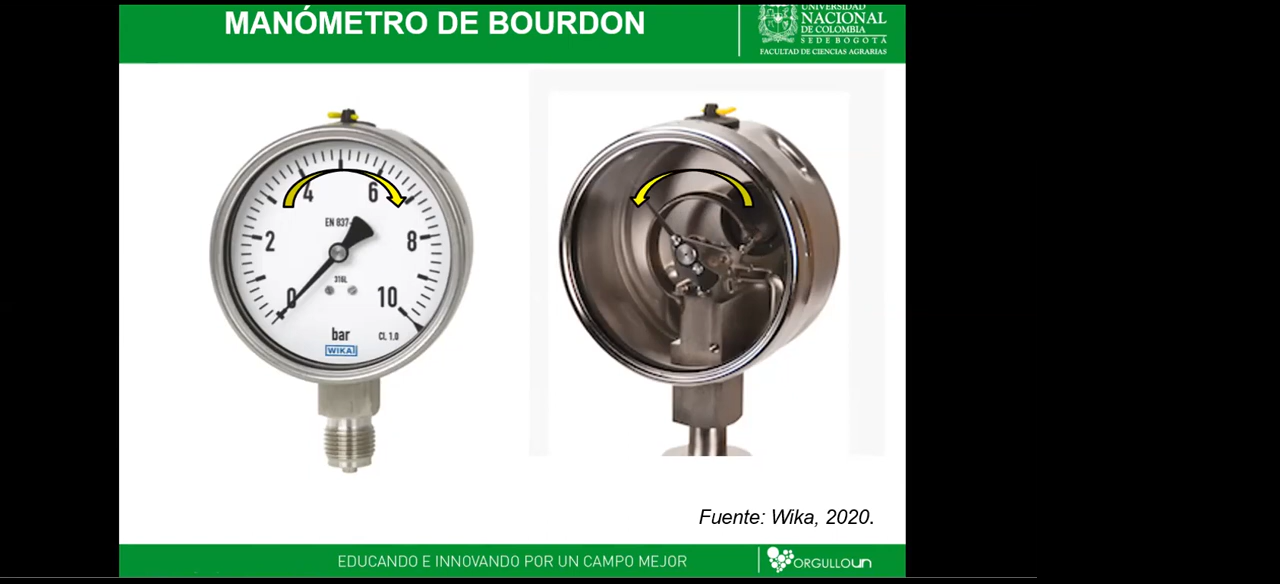 MANÓMETRO DE BOURDON
UNIVERSIDAD
NACIONAL
DE COLOMBIA
SEDE BOGOTÁ
FACULTAD DE CIENCIAS AGRARIAS
4 6
EN 837-
2 8
316L
0 10
bar Cl. 1.0
WIKA
Fuente: Wika, 2020.
EDUCANDO E INNOVANDO POR UN CAMPO MEJOR
ORGULLOUN